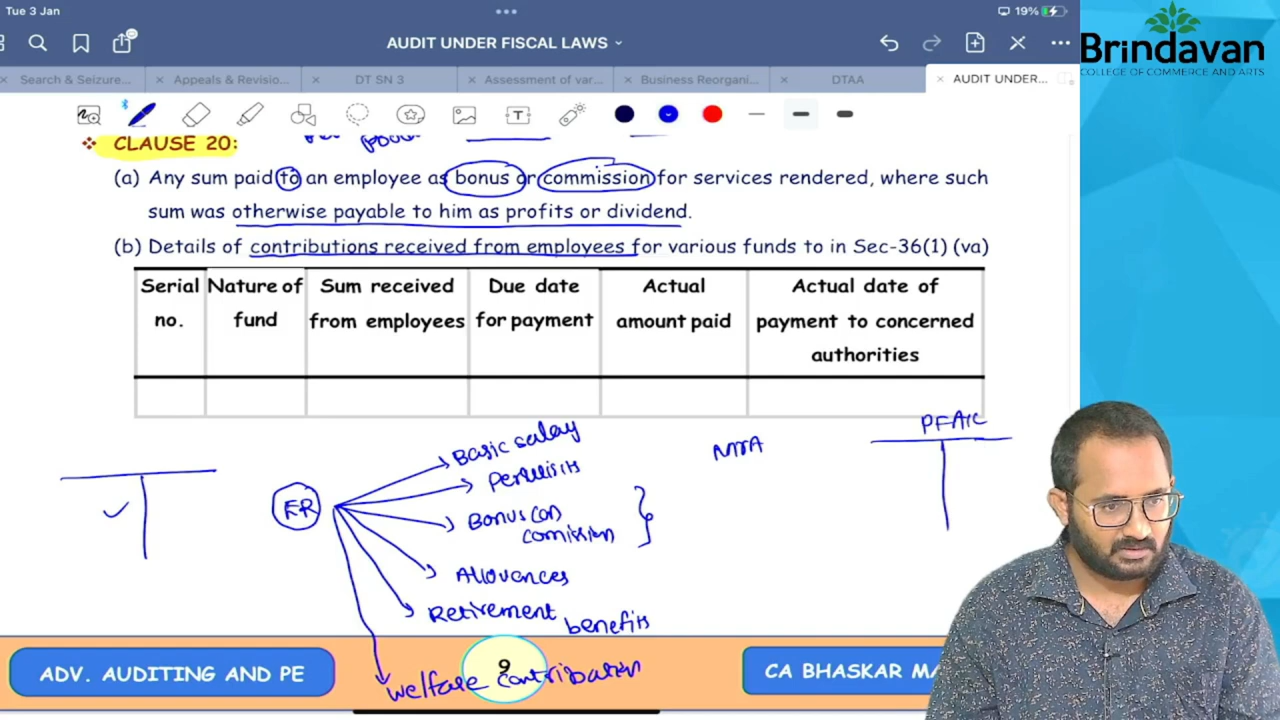 Tue 3 Jan
19%
AUDIT UNDER FISCAL LAWS
Brindavan
COLLEGE OF COMMERCE AND ARTS
Search & Seizure...
Appeals & Revisio...
DT SN 3
Assessment of var...
Business Reorgani...
DTAA
AUDIT UNDER...
CLAUSE 20:
(a) Any sum paid to an employee as bonus or commission for services rendered, where such
sum was otherwise payable to him as profits or dividend.
(b) Details of contributions received from employees for various funds to in Sec-36(1) (va)
Serial no. Nature of fund Sum received from employees Due date for payment Actual amount paid Actual date of payment to concerned authorities
PF A/c
Basic salay
ER
Bonus (or)
comission
Allowances
Retirement
benefits
welfare contribution
ADV. AUDITING AND PE
9
CA BHASKAR MA